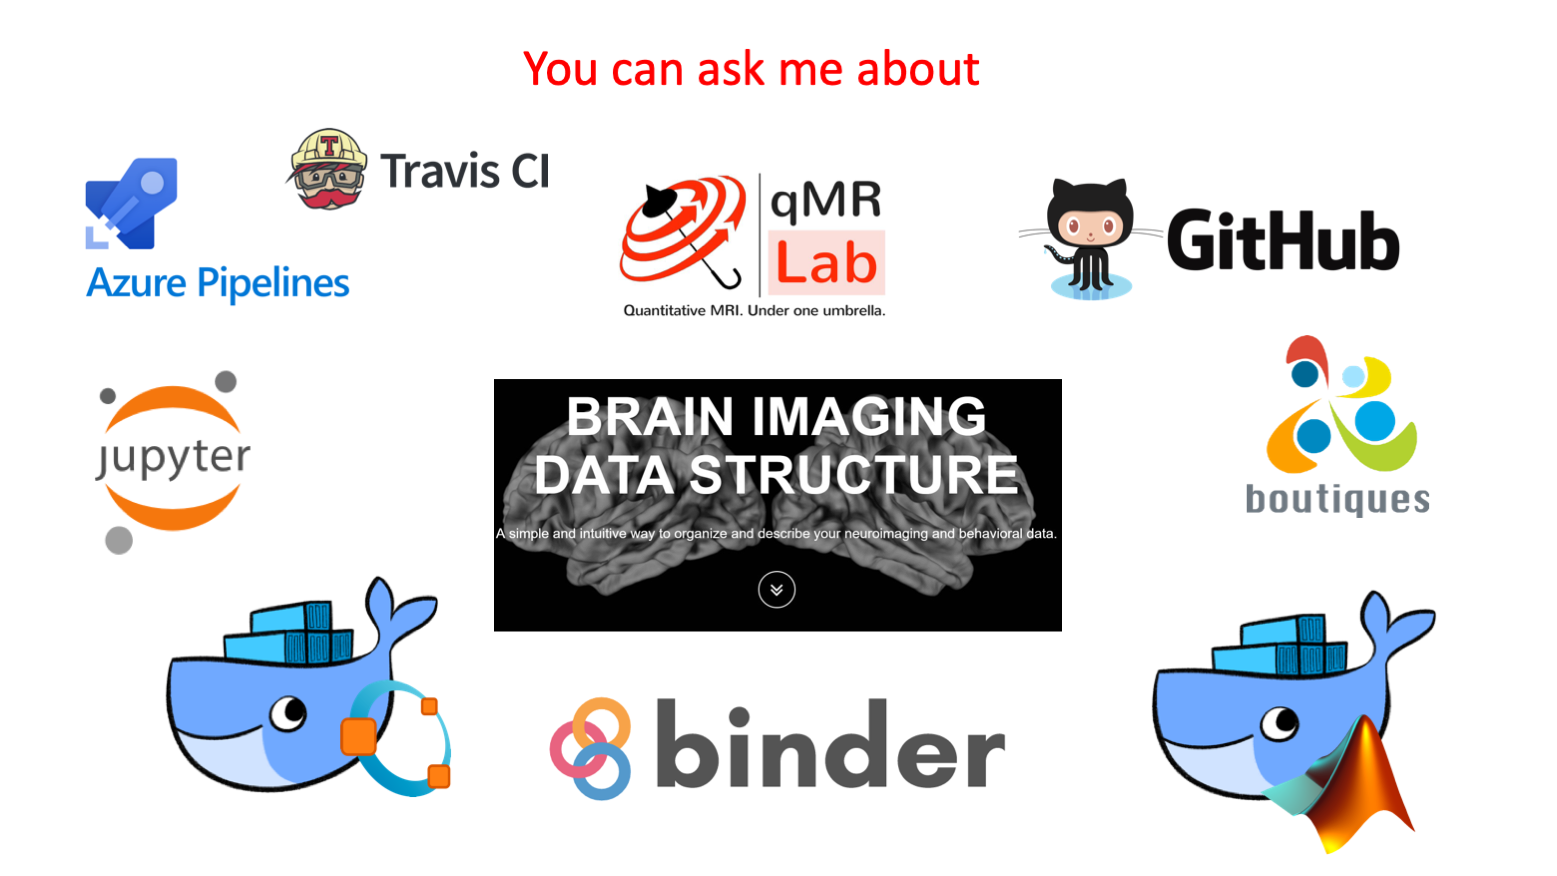 You can ask me about
Travis CI
T
Azure Pipelines
qMR
Lab
Quantitative MRI. Under one umbrella.
GitHub
jupyter
BRAIN IMAGING
DATA STRUCTURE
A simple and intuitive way to organize and describe your neuroimaging and behavioral data.
boutiques
binder